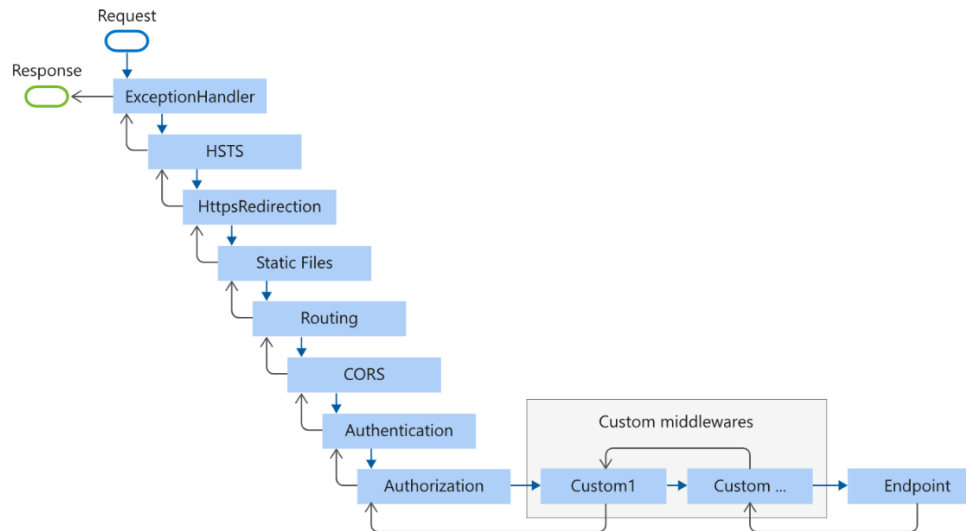 Request
Response
ExceptionHandler
HSTS
HttpsRedirection
Static Files
Routing
CORS
Authentication
Custom middlewares
Authorization
Custom1
Custom ...
Endpoint